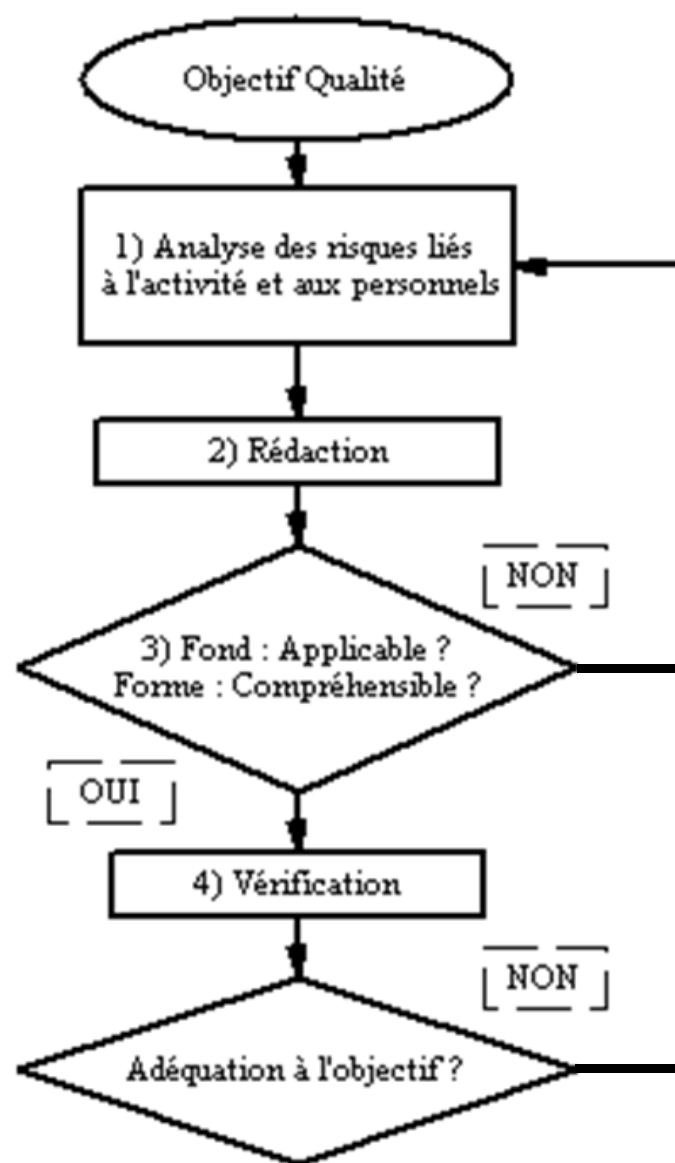 Objectif Qualité
1) Analyse des risques liés
à l'activité et aux personnels
2) Rédaction
NON
3) Fond : Applicable ?
Forme : Compréhensible ?
OUI
4) Vérification
NON
Adéquation à l'objectif ?